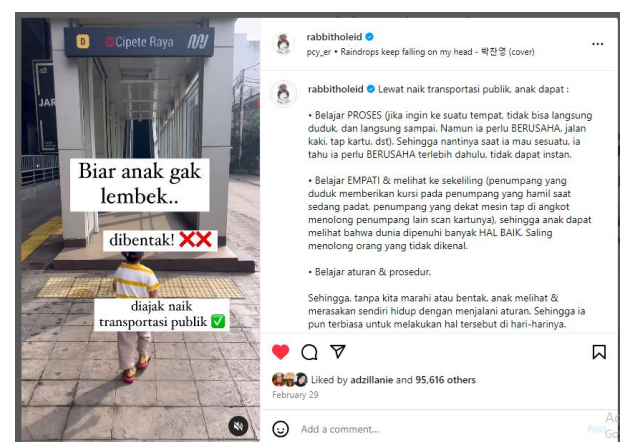 D
Cipete Raya
JAR
Biar anak gak
lembek..
dibentak! ❌❌
diajak naik
transportasi publik ✅
rabbitholeid
pcy_er • Raindrops keep falling on my head - 박찬영 (cover)
rabbitholeid Lewat naik transportasi publik, anak dapat :
• Belajar PROSES (jika ingin ke suatu tempat, tidak bisa langsung
duduk, dan langsung sampai. Namun ia perlu BERUSAHA, jalan
kaki, tap kartu, dst). Sehingga nantinya saat ia mau sesuatu, ia
tahu ia perlu BERUSAHA terlebih dahulu, tidak dapat instan.
• Belajar EMPATI & melihat ke sekeliling (penumpang yang
duduk memberikan kursi pada penumpang yang hamil saat
sedang padat, penumpang yang dekat mesin tap di angkot
menolong penumpang lain scan kartunya), sehingga anak dapat
melihat bahwa dunia dipenuhi banyak HAL BAIK. Saling
menolong orang yang tidak dikenal.
• Belajar aturan & prosedur.
Sehingga, tanpa kita marahi atau bentak, anak melihat &
merasakan sendiri hidup dengan menjalani aturan. Sehingga ia
pun terbiasa untuk melakukan hal tersebut di hari-harinya.
Liked by adzillanie and 95,616 others
February 29
Add a comment...
Post